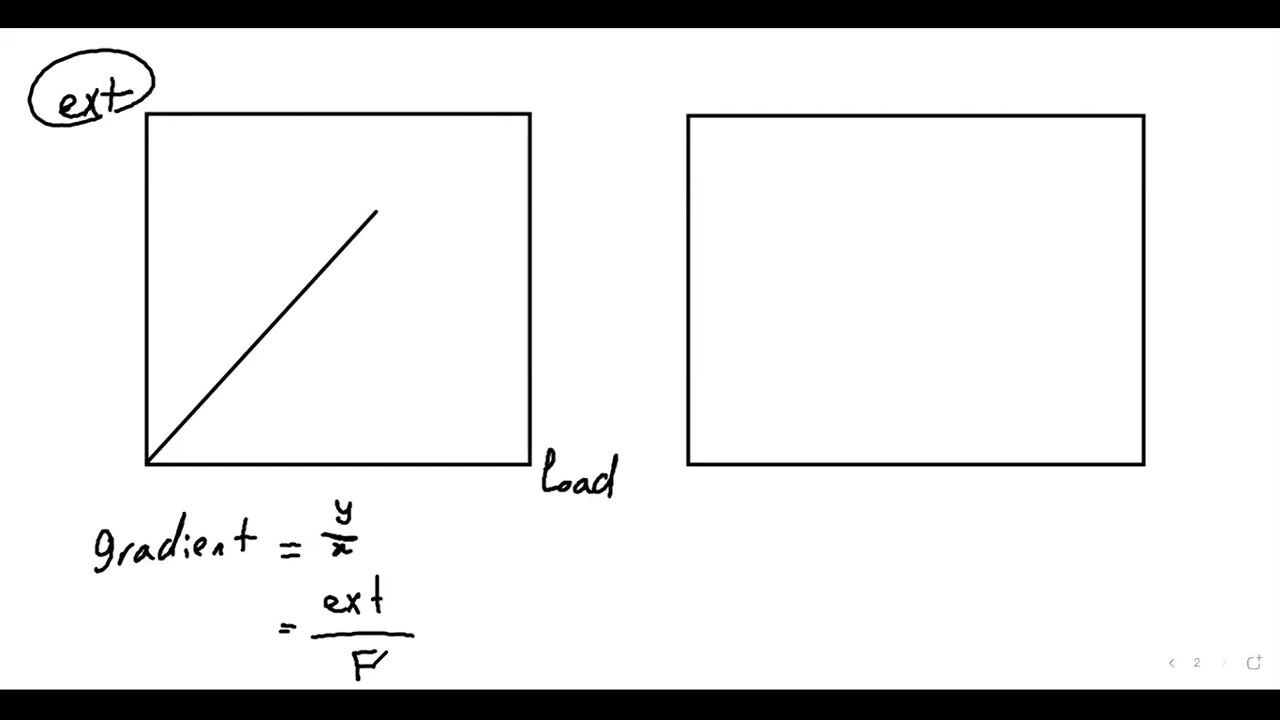 ext
load
gradient = y/x
= ext/F
2